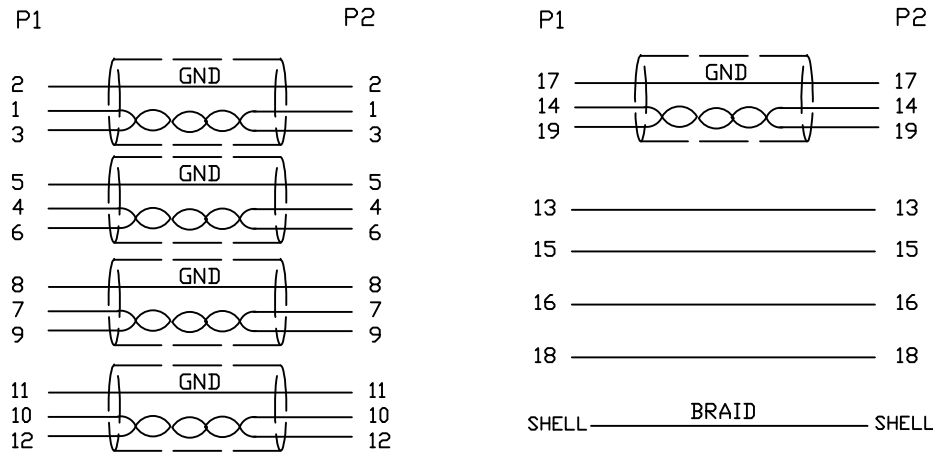 P1 P2
GND
2 2
1 1
3 3
GND
5 5
4 4
6 6
GND
8 8
7 7
9 9
GND
11 11
10 10
12 12
P1 P2
GND
17 17
14 14
19 19
13 13
15 15
16 16
18 18
BRAID
SHELL SHELL